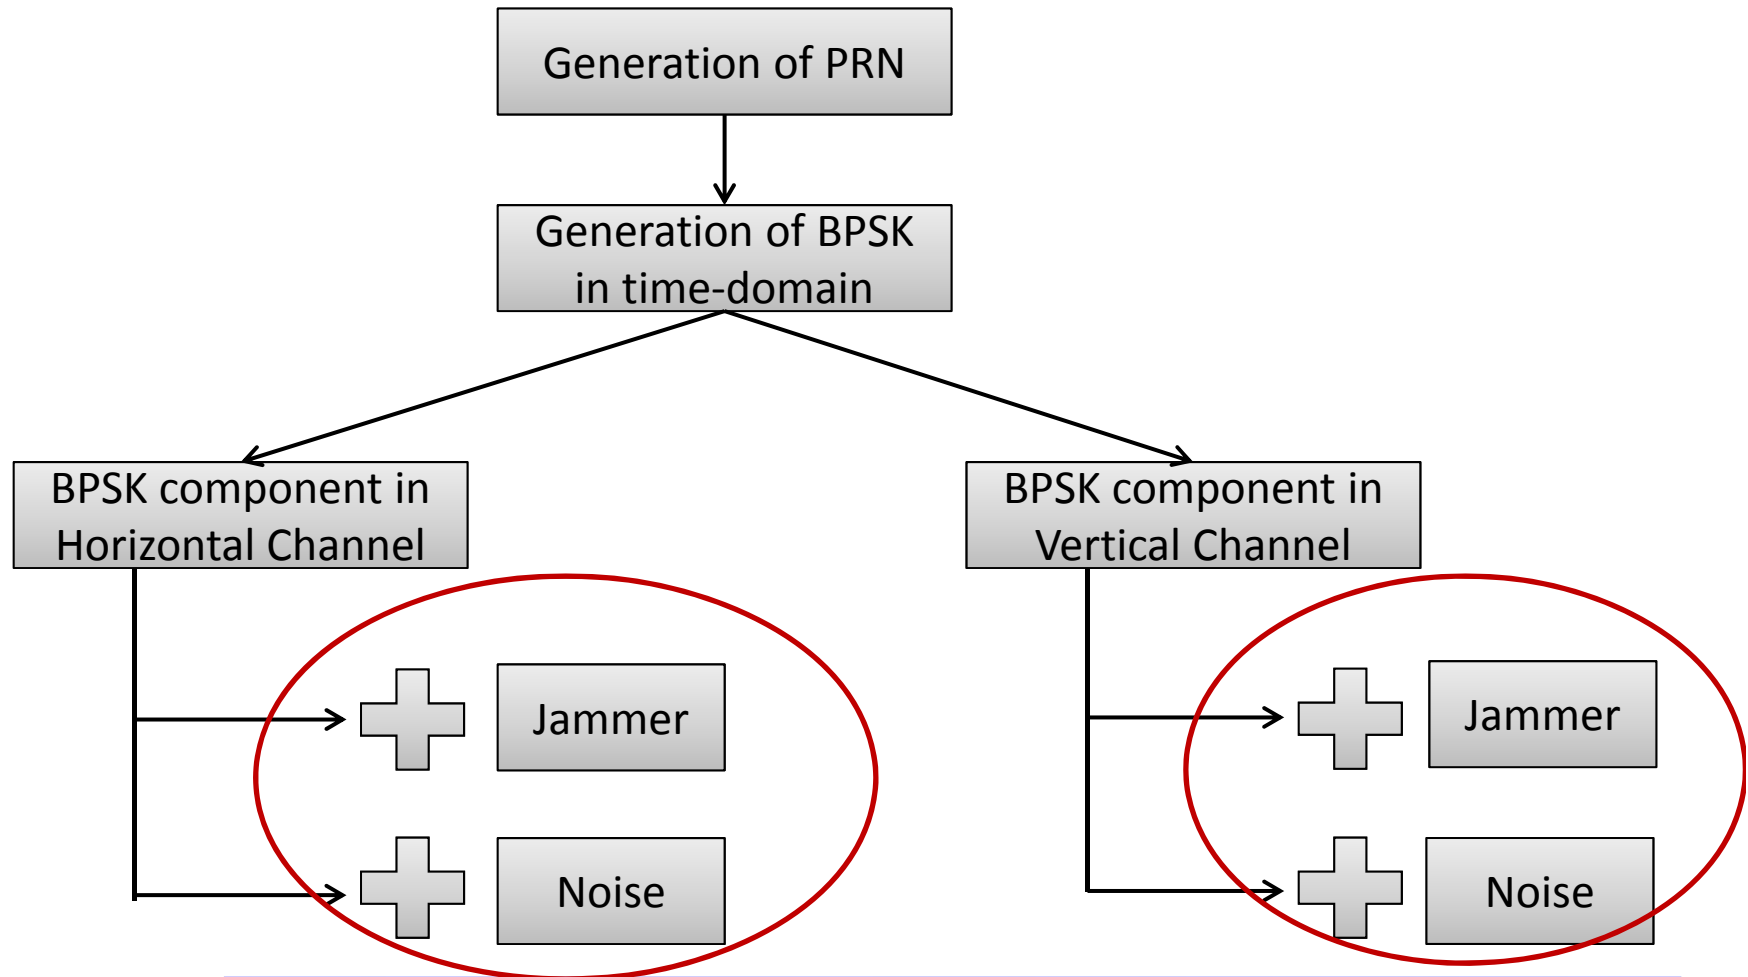 Generation of PRN
Generation of BPSK
in time-domain
BPSK component in
Horizontal Channel
BPSK component in
Vertical Channel
Jammer
Jammer
Noise
Noise